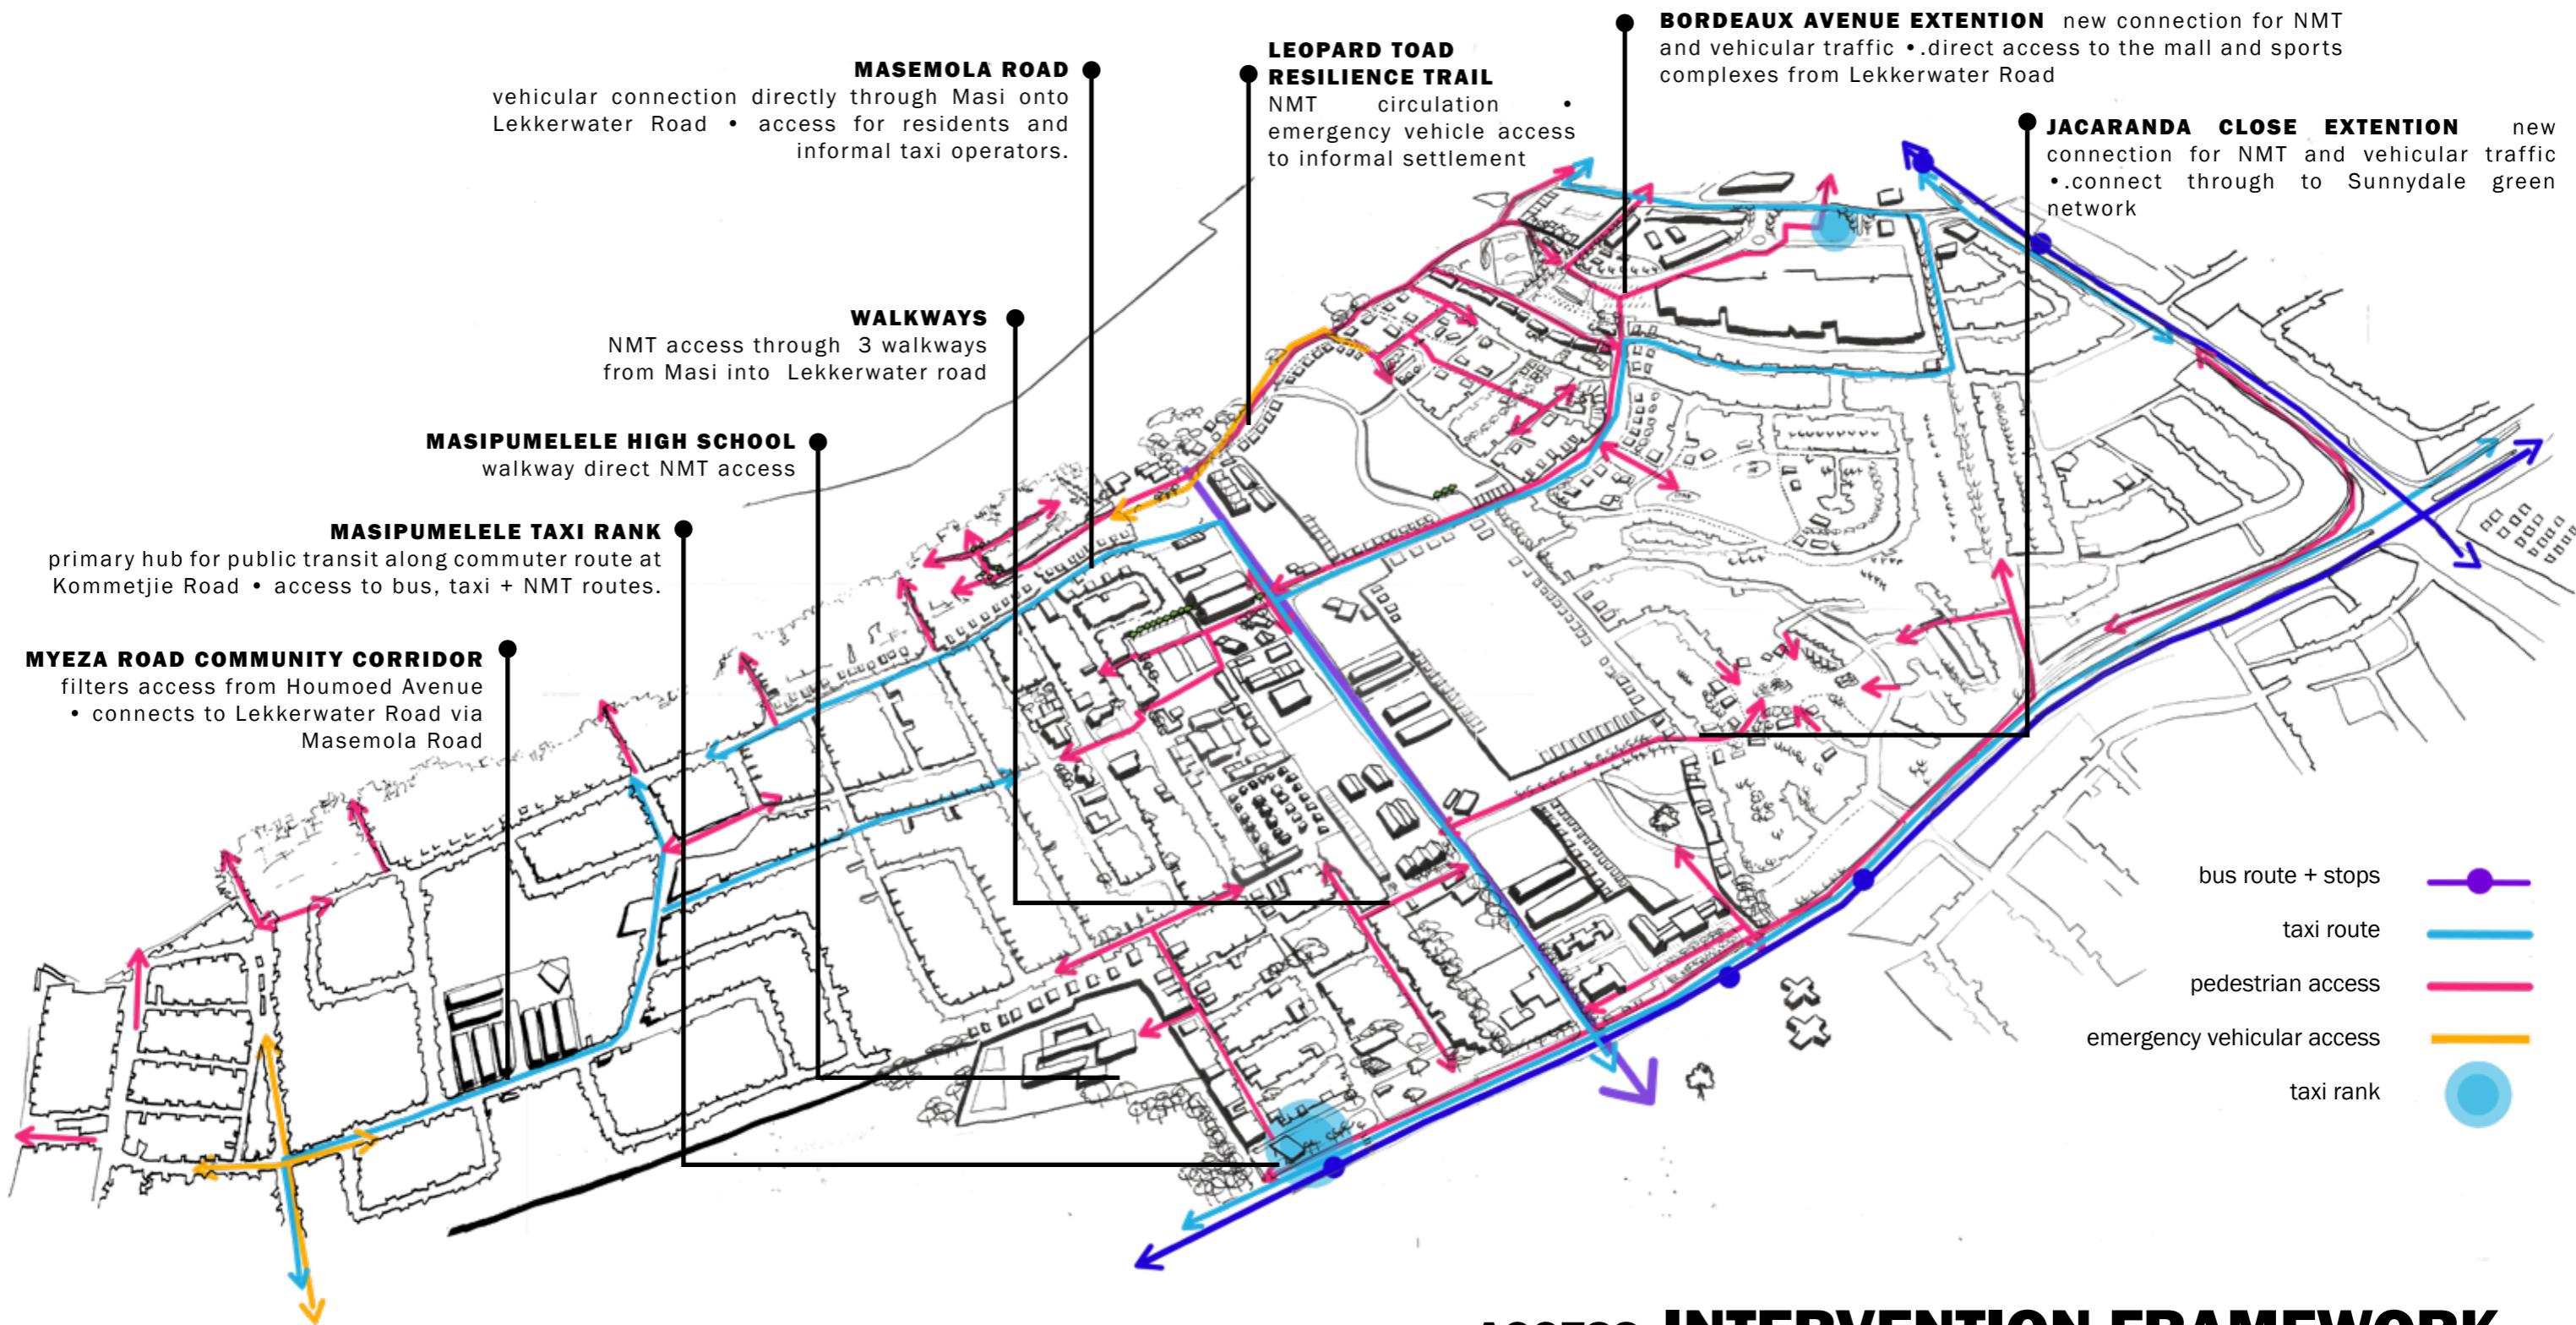 BORDEAUX AVENUE EXTENTION new connection for NMT
and vehicular traffic •.direct access to the mall and sports
complexes from Lekkerwater Road
LEOPARD TOAD
RESILIENCE TRAIL
NMT circulation •
emergency vehicle access
to informal settlement
MASEMOLA ROAD
vehicular connection directly through Masi onto
Lekkerwater Road • access for residents and
informal taxi operators.
JACARANDA CLOSE EXTENTION new
connection for NMT and vehicular traffic
•.connect through to Sunnydale green
network
WALKWAYS
NMT access through 3 walkways
from Masi into Lekkerwater road
MASIPUMELELE HIGH SCHOOL
walkway direct NMT access
MASIPUMELELE TAXI RANK
primary hub for public transit along commuter route at
Kommetjie Road • access to bus, taxi + NMT routes.
MYEZA ROAD COMMUNITY CORRIDOR
filters access from Houmoed Avenue
• connects to Lekkerwater Road via
Masemola Road
bus route + stops
taxi route
pedestrian access
emergency vehicular access
taxi rank
ACCESS INTERVENTION FRAMEWORK